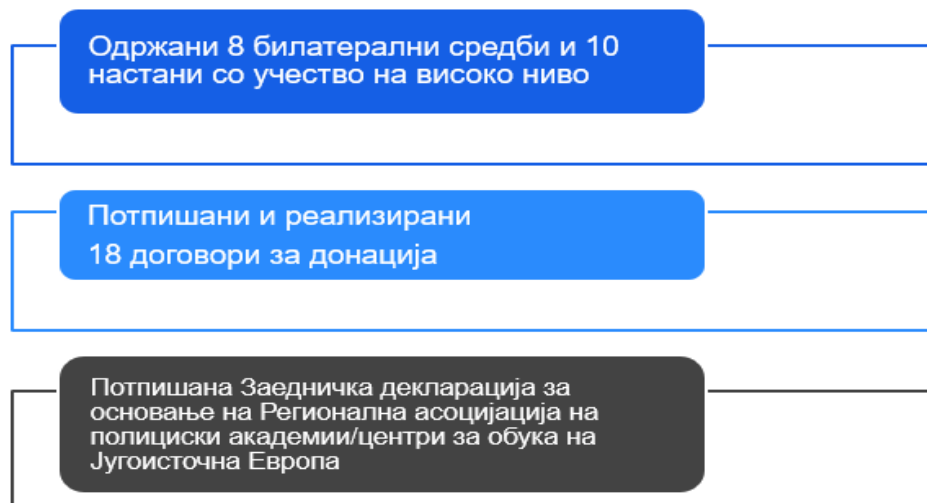 Одржани 8 билатерални средби и 10
настани со учество на високо ниво
Потпишани и реализирани
18 договори за донација
Потпишана Заедничка декларација за
основање на Регионална асоцијација на
полициски академии/центри за обука на
Југоисточна Европа